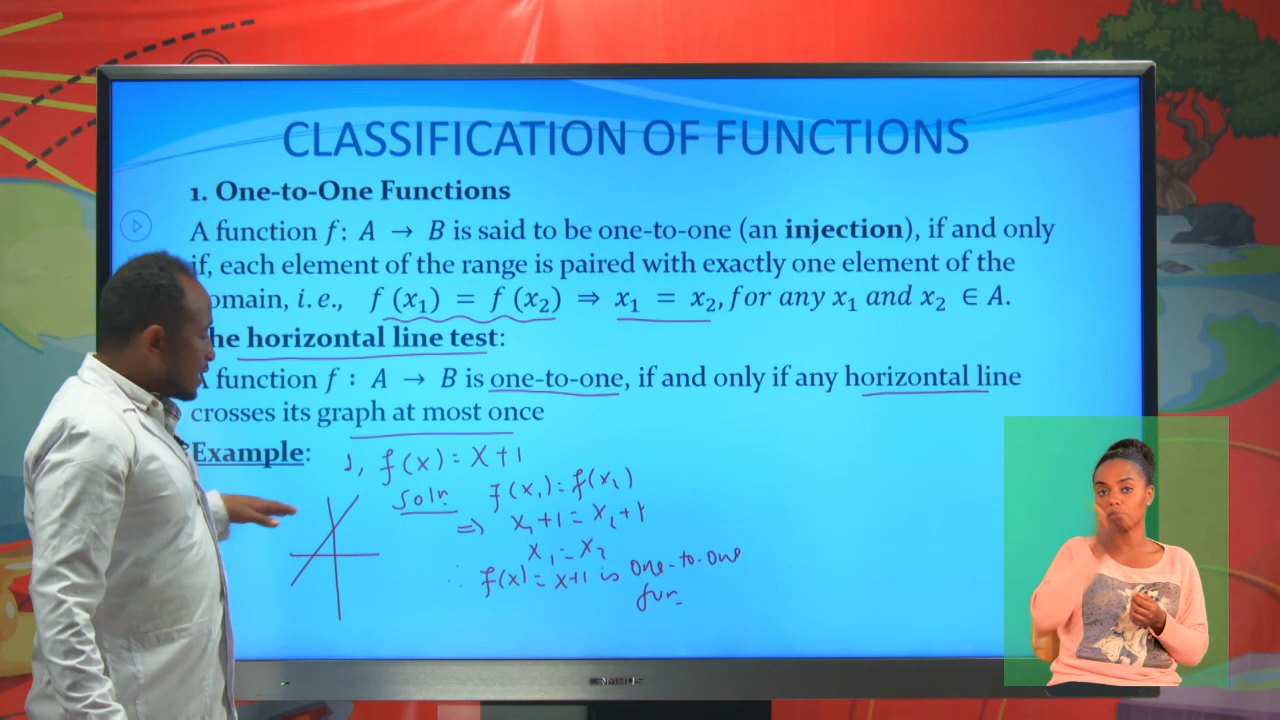 CLASSIFICATION OF FUNCTIONS
1. One-to-One Functions
A function f: A → B is said to be one-to-one (an injection), if and only
if, each element of the range is paired with exactly one element of the
omain, i.e., f (x₁) = f (x₂) ⇒ x₁ = x₂, for any x₁ and x₂ ∈ A.
he horizontal line test:
A function f : A → B is one-to-one, if and only if any horizontal line
crosses its graph at most once
Example:
1, f(x) = x+1
Soln f(x₁) = f(x₂)
⇒ x₁+1 = x₂+1
x₁ = x₂
∴ f(x) = x+1 is one-to-one
fun